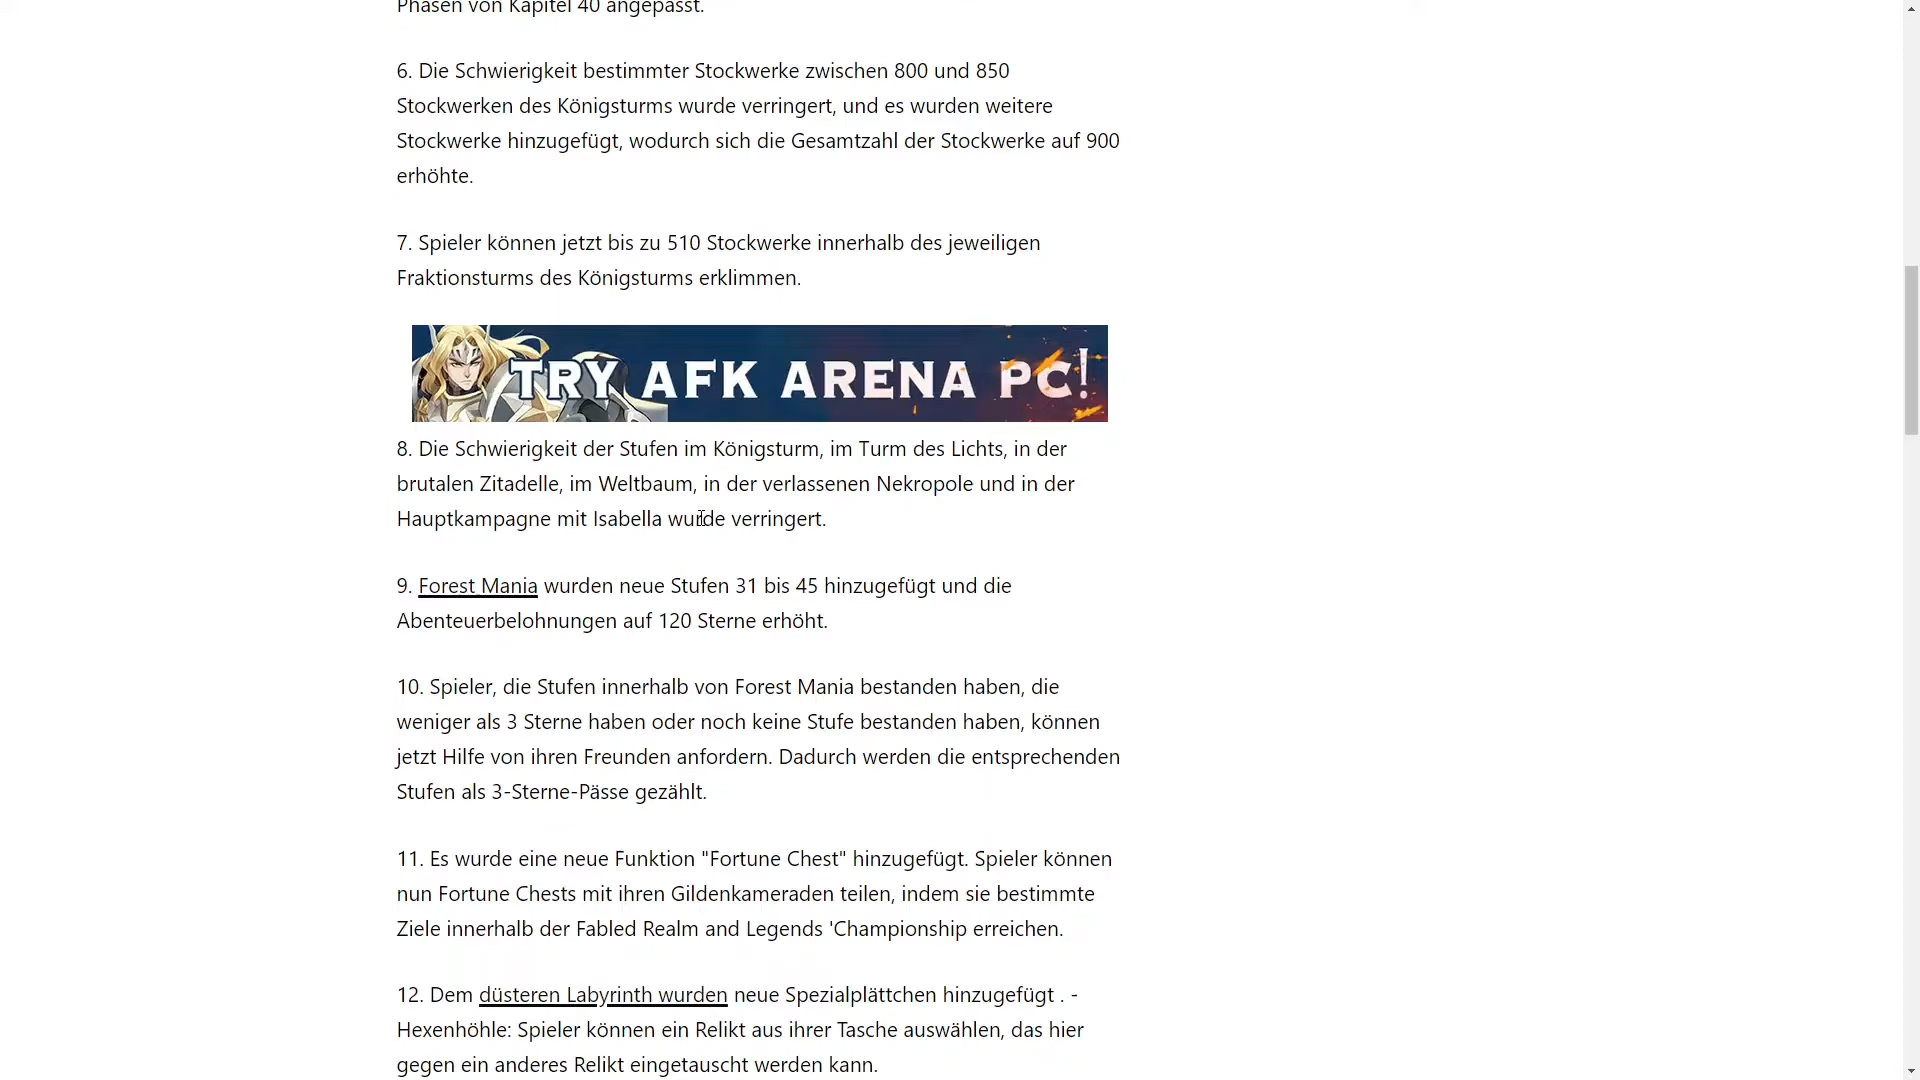 Phasen von Kapitel 40 angepasst.
6. Die Schwierigkeit bestimmter Stockwerke zwischen 800 und 850
Stockwerken des Königsturms wurde verringert, und es wurden weitere
Stockwerke hinzugefügt, wodurch sich die Gesamtzahl der Stockwerke auf 900
erhöhte.
7. Spieler können jetzt bis zu 510 Stockwerke innerhalb des jeweiligen
Fraktionsturms des Königsturms erklimmen.
TRY AFK ARENA PC!
8. Die Schwierigkeit der Stufen im Königsturm, im Turm des Lichts, in der
brutalen Zitadelle, im Weltbaum, in der verlassenen Nekropole und in der
Hauptkampagne mit Isabella wurde verringert.
9. Forest Mania wurden neue Stufen 31 bis 45 hinzugefügt und die
Abenteuerbelohnungen auf 120 Sterne erhöht.
10. Spieler, die Stufen innerhalb von Forest Mania bestanden haben, die
weniger als 3 Sterne haben oder noch keine Stufe bestanden haben, können
jetzt Hilfe von ihren Freunden anfordern. Dadurch werden die entsprechenden
Stufen als 3-Sterne-Pässe gezählt.
11. Es wurde eine neue Funktion "Fortune Chest" hinzugefügt. Spieler können
nun Fortune Chests mit ihren Gildenkameraden teilen, indem sie bestimmte
Ziele innerhalb der Fabled Realm and Legends 'Championship erreichen.
12. Dem düsteren Labyrinth wurden neue Spezialplättchen hinzugefügt . -
Hexenhöhle: Spieler können ein Relikt aus ihrer Tasche auswählen, das hier
gegen ein anderes Relikt eingetauscht werden kann.